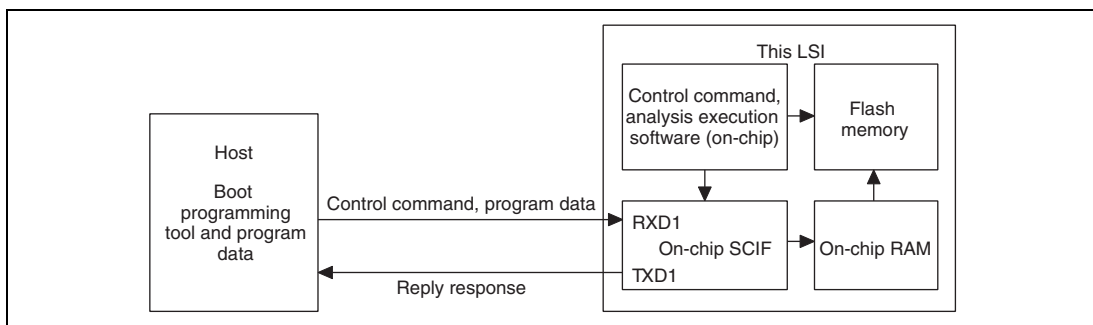 This LSI
Control command,
analysis execution
software (on-chip)
Flash
memory
Host
Boot
programming
tool and program
data
Control command, program data
RXD1
On-chip SCIF
TXD1
On-chip RAM
Reply response